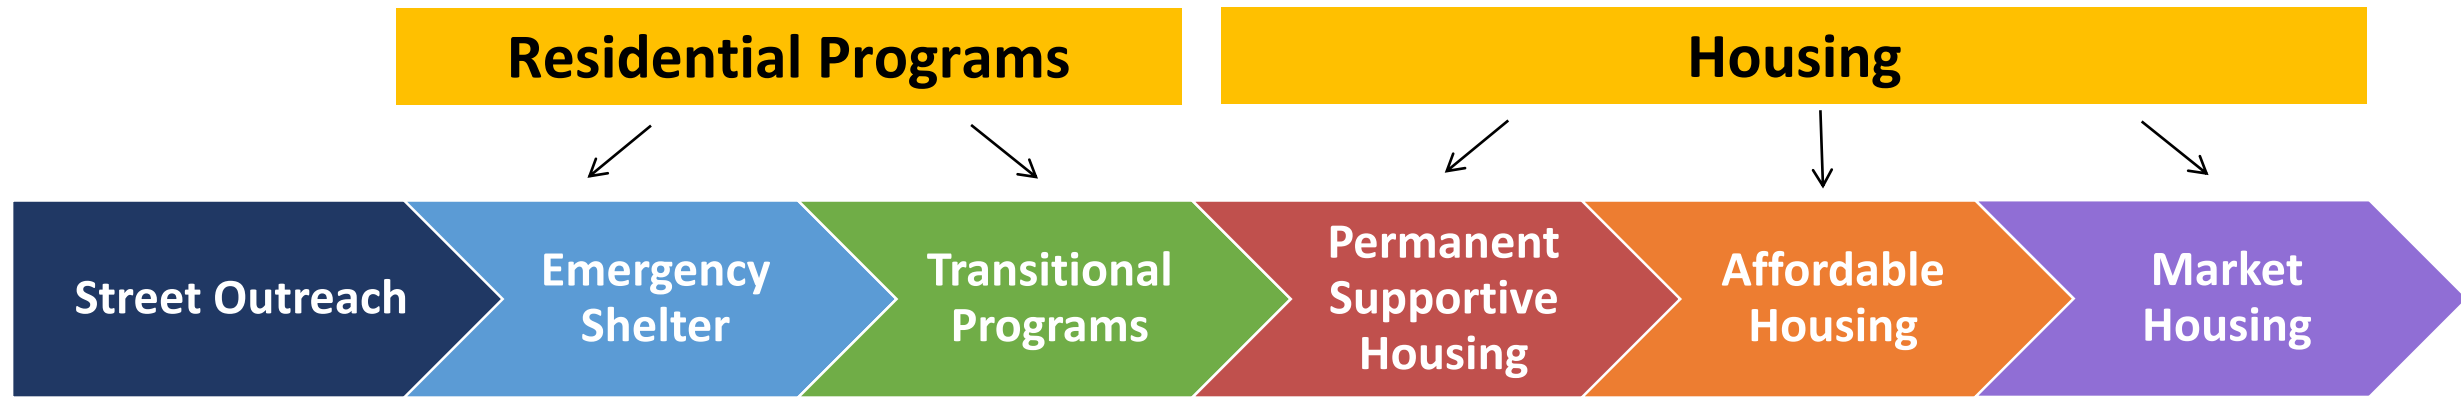 Residential Programs
Housing
Street Outreach
Emergency
Shelter
Transitional
Programs
Permanent
Supportive
Housing
Affordable
Housing
Market
Housing